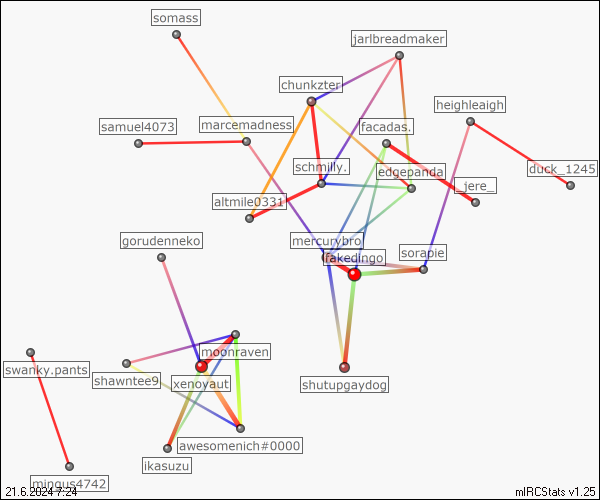 somass
jarlbreadmaker
chunkzter
heighleaigh
samuel4073
marcemadness
facadas.
schmilly.
edgepanda
duck_1245
_jere_
altmile0331
mercurybro
gorudenneko
sorapie
fakedingo
moonraven
swanky.pants
shawntee9
xenoyaut
shutupgaydog
awesomenich#0000
ikasuzu
mingus4742
21.6.2024 7:24
mIRCStats v1.25